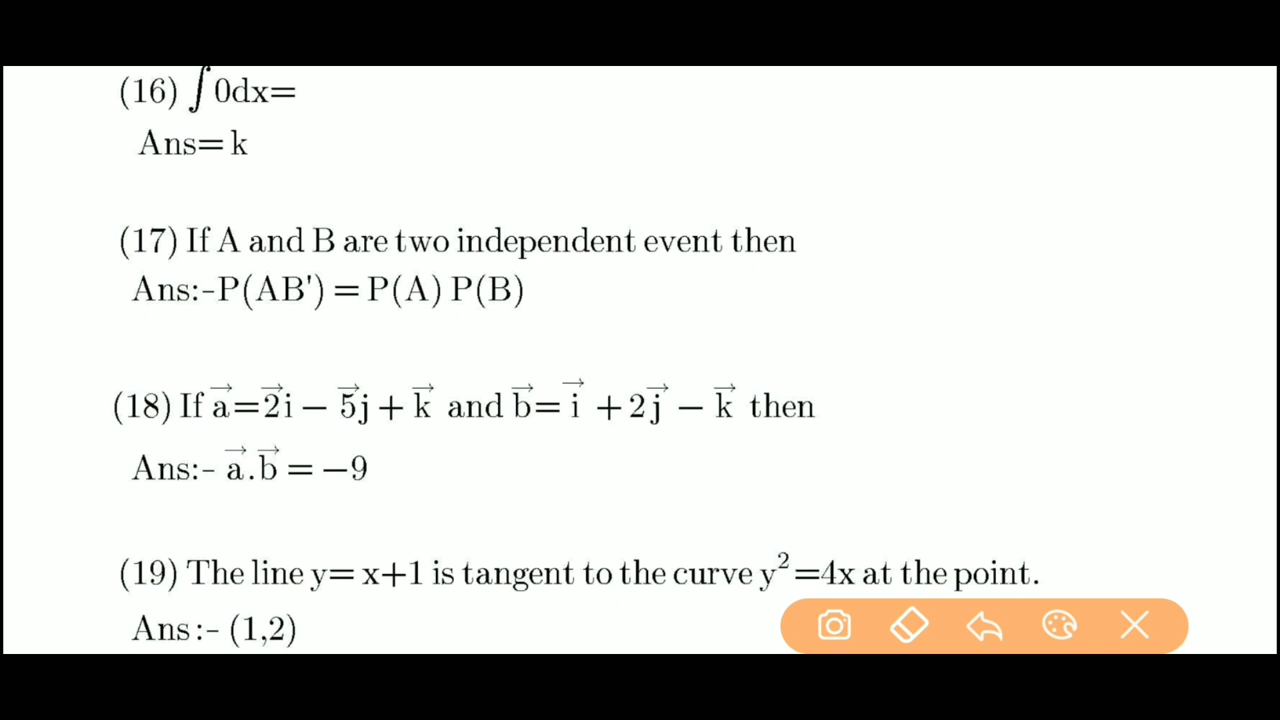 (16) ∫0dx=
Ans= k
(17) If A and B are two independent event then
Ans:-P(AB') = P(A) P(B)
(18) If a⃗=2⃗i − 5⃗j + k⃗ and b⃗= i⃗ +2j⃗ − k⃗ then
Ans:- a⃗.b⃗ = −9
(19) The line y= x+1 is tangent to the curve y²=4x at the point.
Ans:- (1,2)